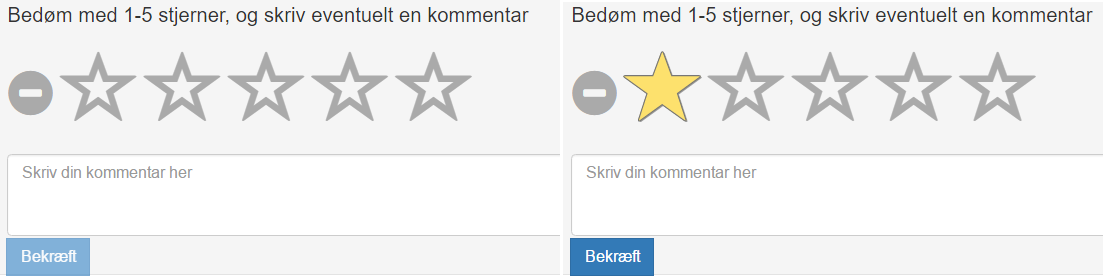 Bedøm med 1-5 stjerner, og skriv eventuelt en kommentar
Skriv din kommentar her
Bekræft
Bedøm med 1-5 stjerner, og skriv eventuelt en kommentar
Skriv din kommentar her
Bekræft